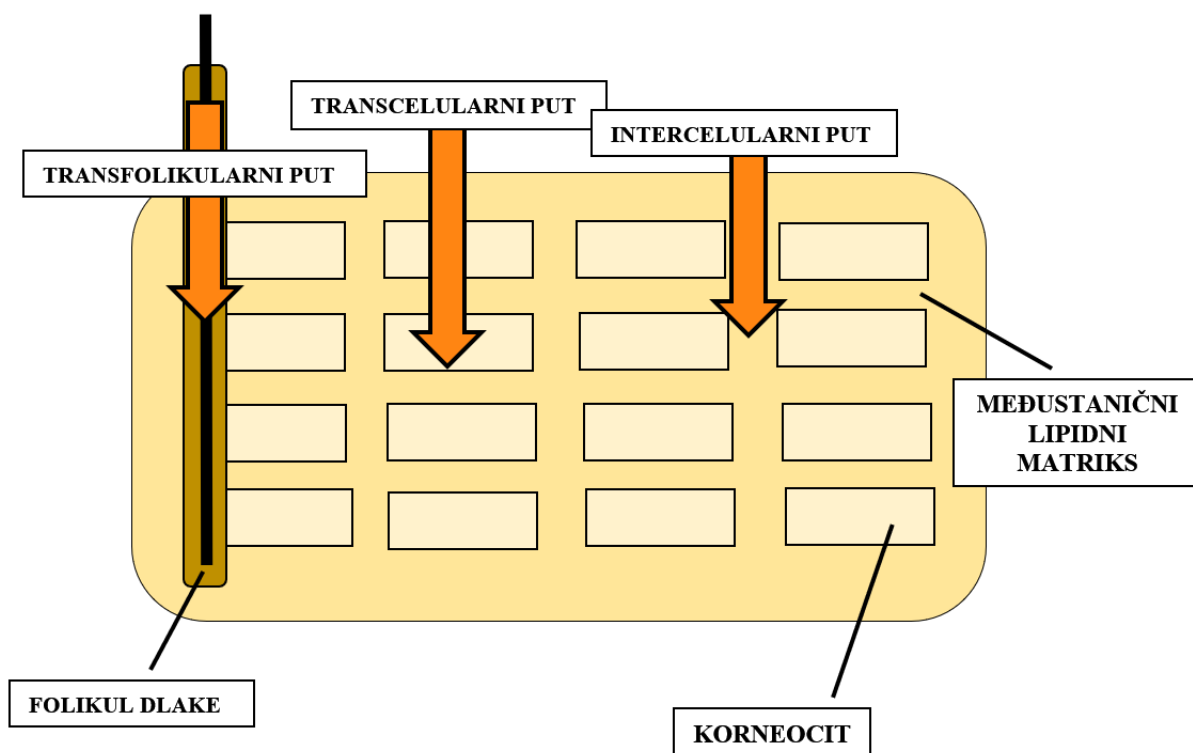 TRANSCELULARNI PUT
INTERCELULARNI PUT
TRANSFOLIKULARNI PUT
MEĐUSTANIČNI
LIPIDNI
MATRIKS
FOLIKUL DLAKE
KORNEOCIT